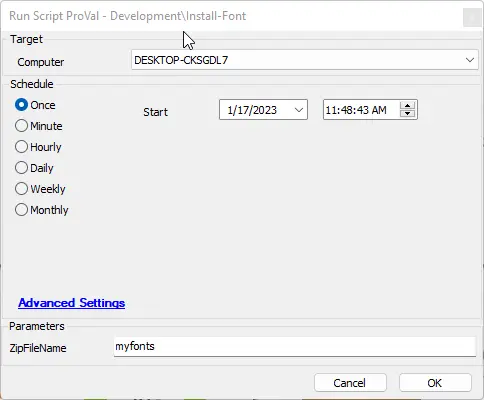 Run Script ProVal - Development\Install-Font
Target
Computer DESKTOP-CKSGDL7
Schedule
Once Start 1/17/2023 11:48:43 AM
Minute
Hourly
Daily
Weekly
Monthly
Advanced Settings
Parameters
ZipFileName myfonts
Cancel OK